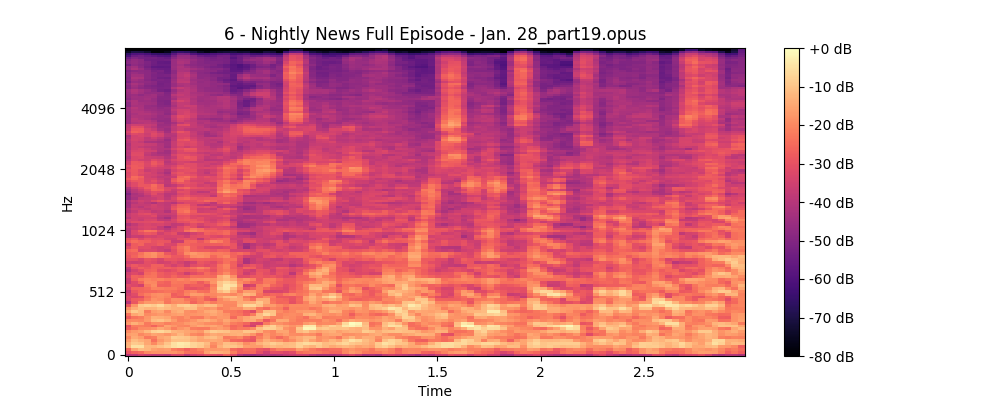 6 - Nightly News Full Episode - Jan. 28_part19.opus
Hz
4096
2048
1024
512
0
0
0.5
1
1.5
2
2.5
Time
+0 dB
-10 dB
-20 dB
-30 dB
-40 dB
-50 dB
-60 dB
-70 dB
-80 dB